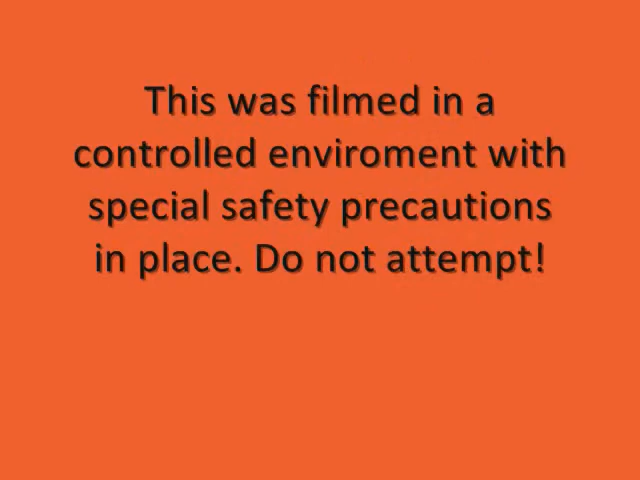 This was filmed in a
controlled enviroment with
special safety precautions
in place. Do not attempt!